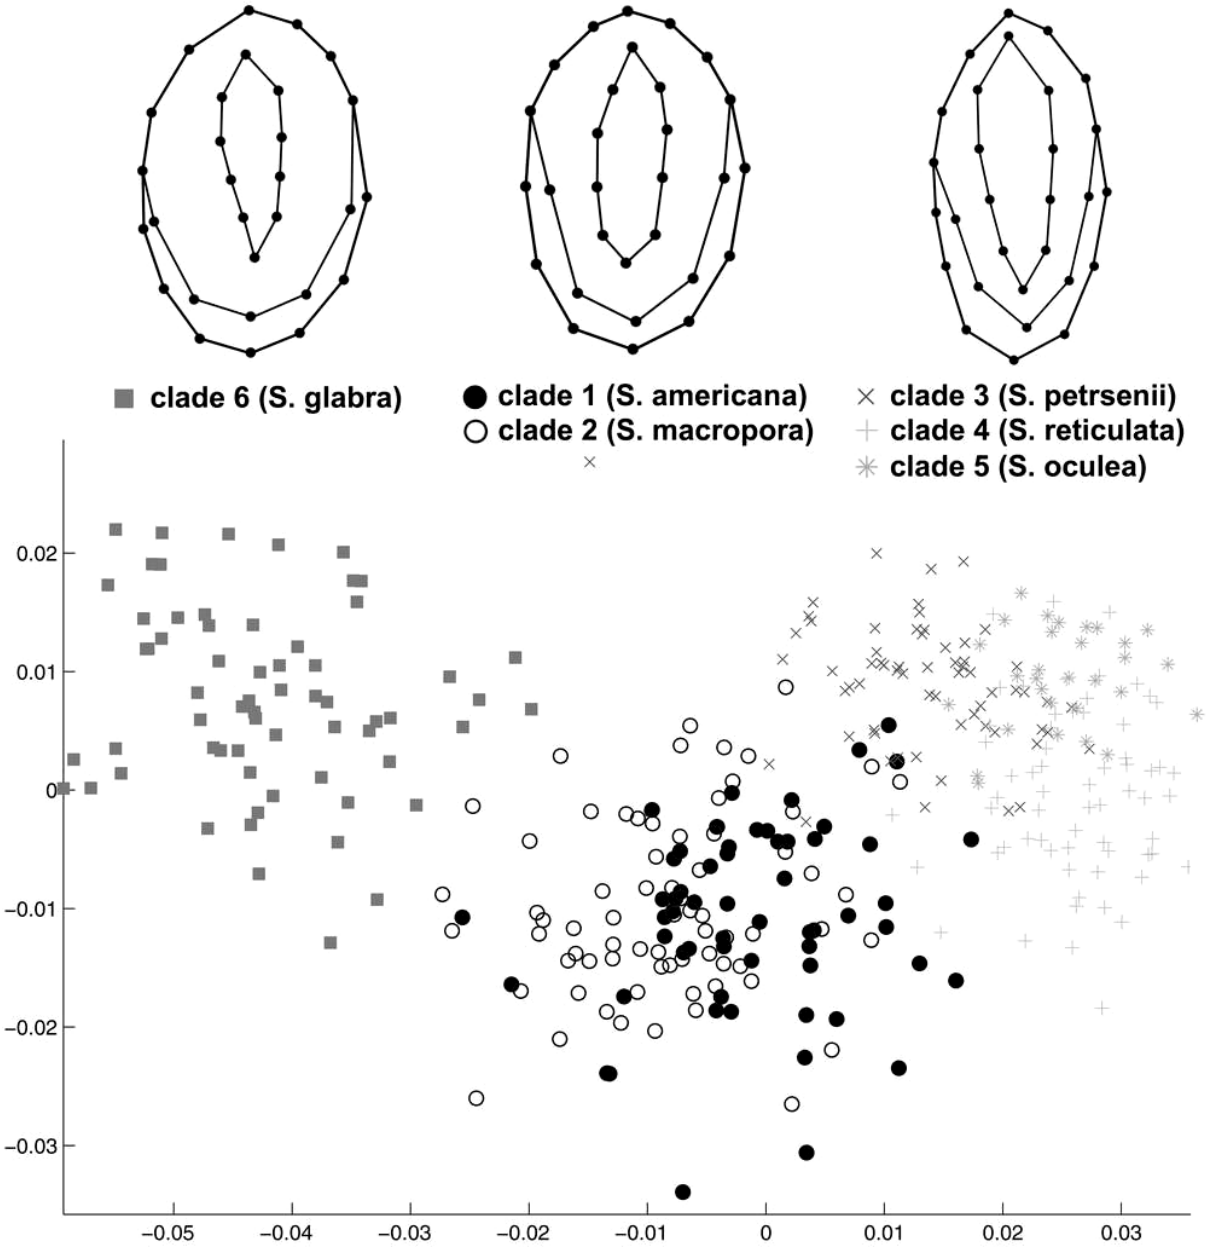 clade 6 (S. glabra)
clade 1 (S. americana)
clade 2 (S. macropora)
clade 3 (S. petrsenii)
clade 4 (S. reticulata)
clade 5 (S. oculea)
0.02
0.01
0
−0.01
−0.02
−0.03
−0.05 −0.04 −0.03 −0.02 −0.01 0 0.01 0.02 0.03